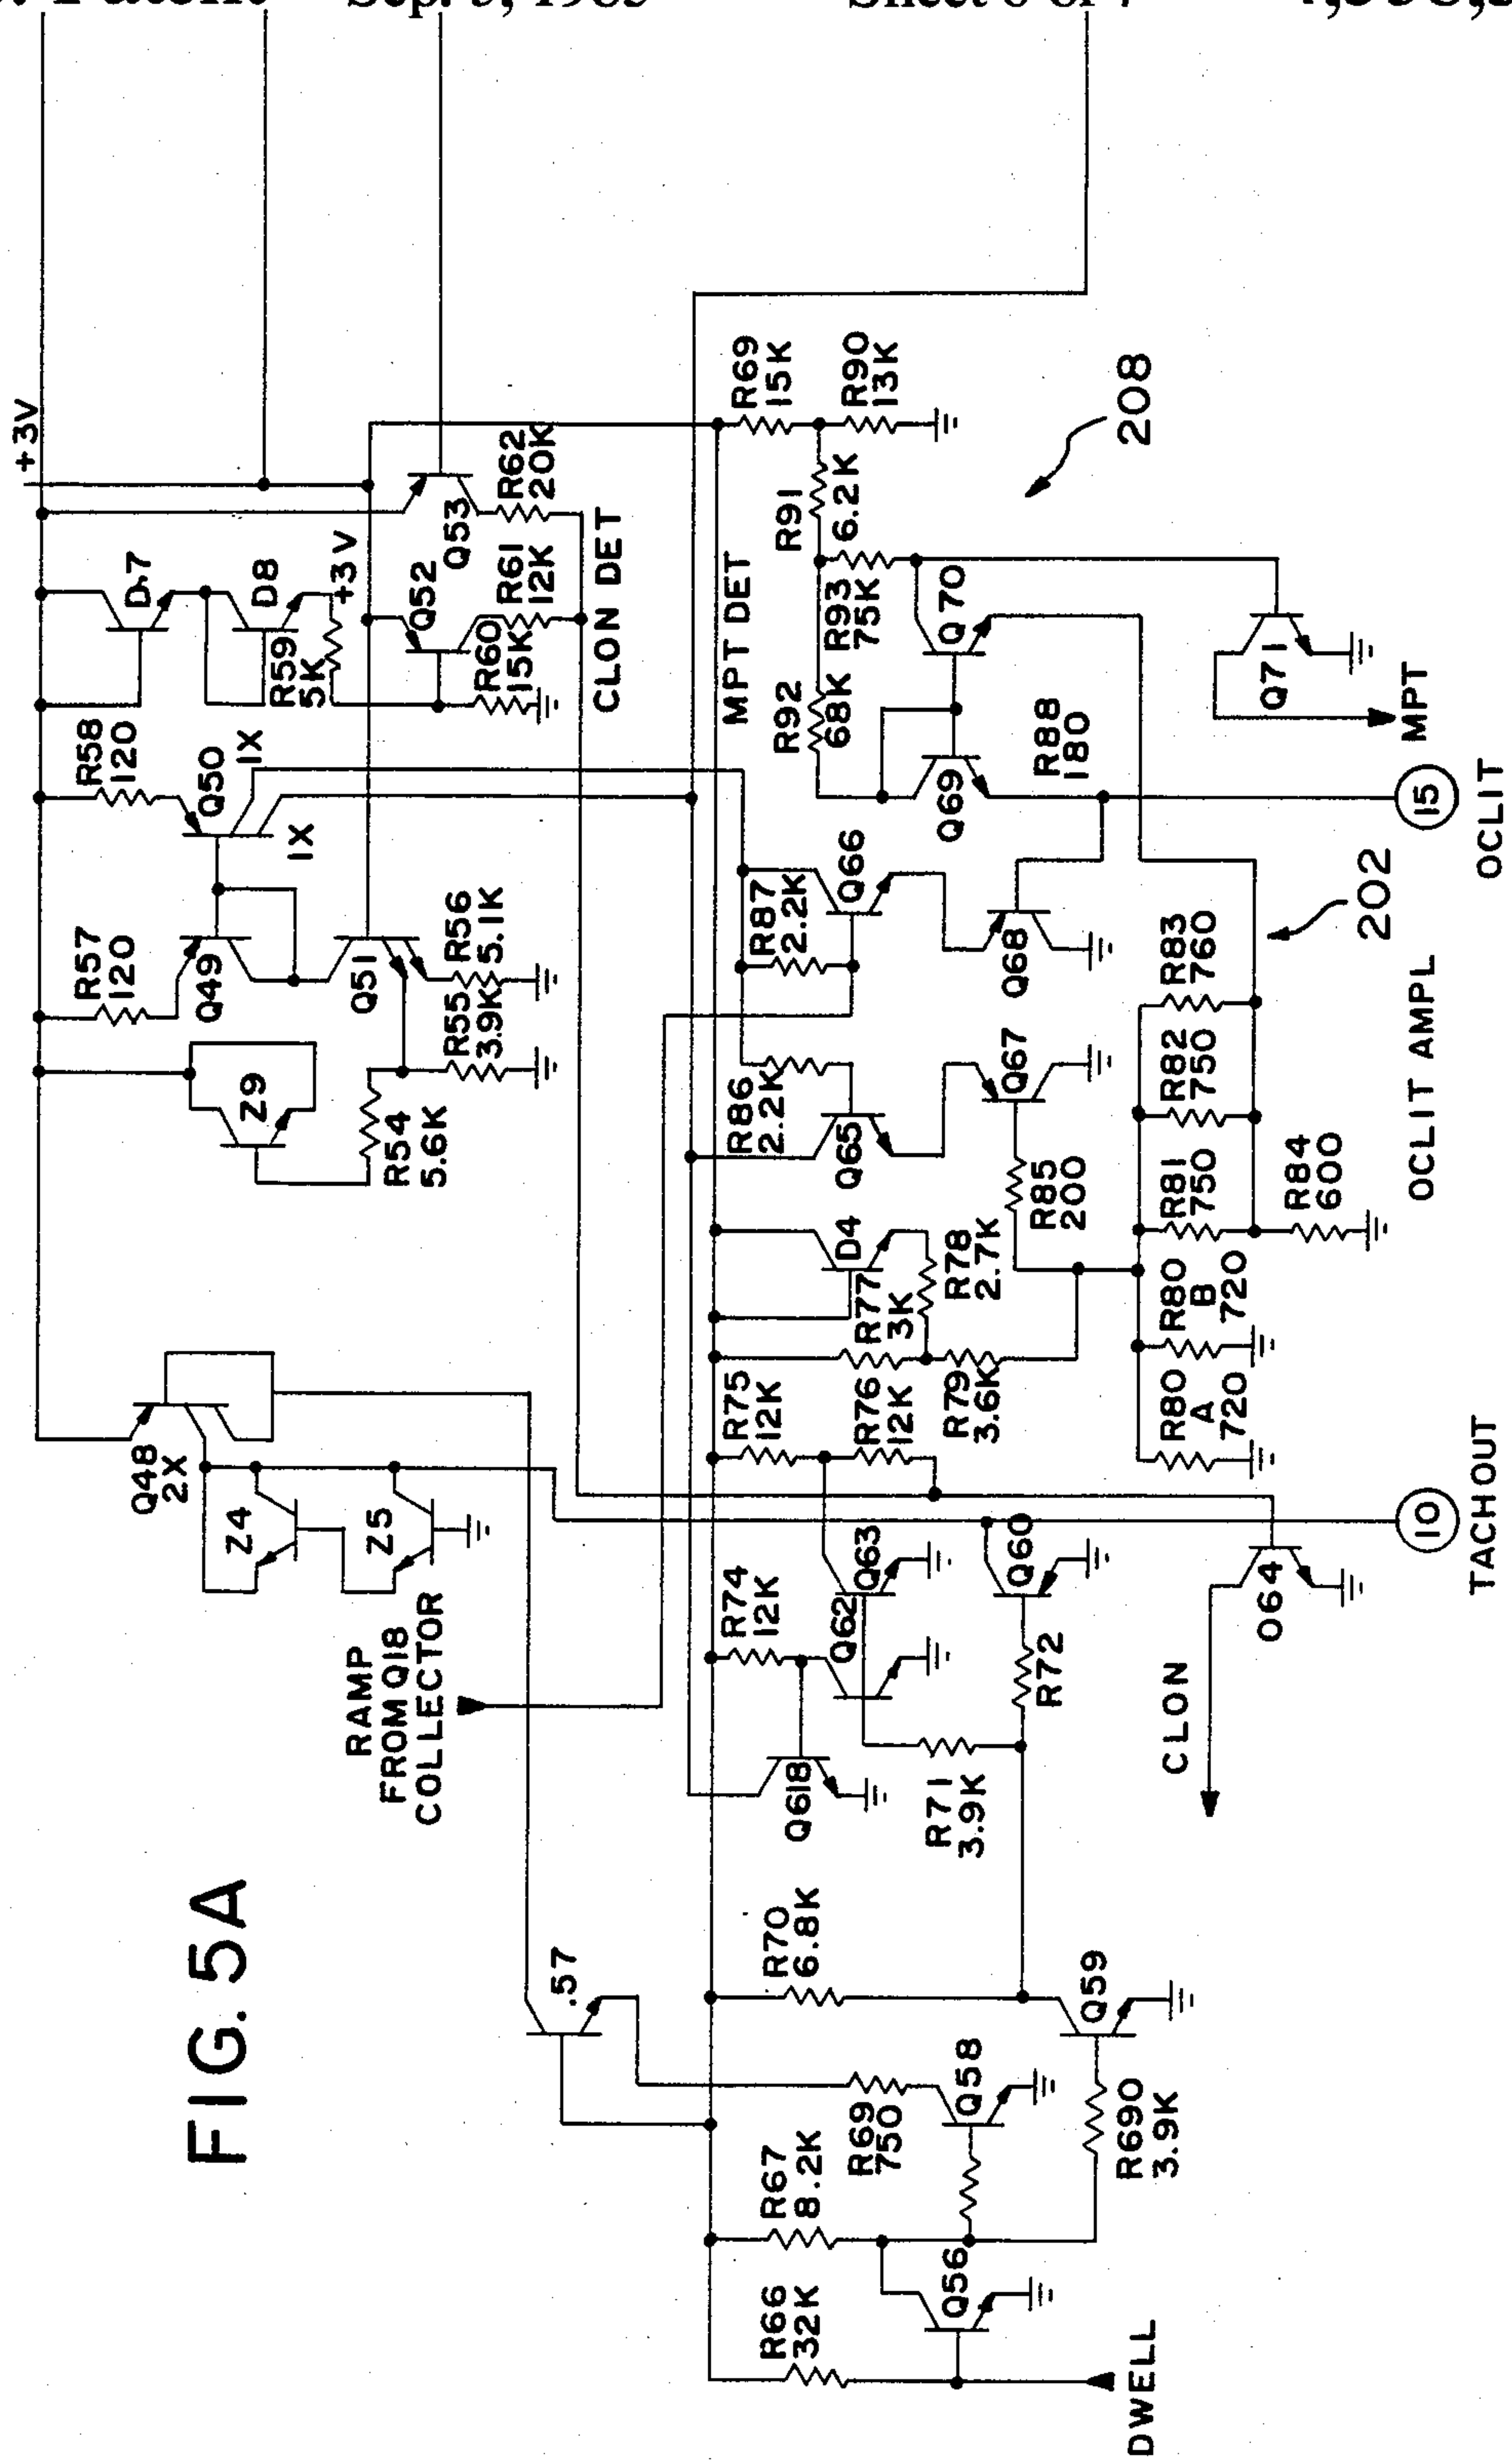 Patent Sep. 3, 1985 Sheet 6 of 7
FIG. 5A
+3V
Q48
2X
Z4
Z5
R57
120
Q49
Z9
R54
5.6K
R55
3.9K
R56
5.1K
Q51
R58
120
Q50
1X
1X
D7
D8
R59
5K
+3V
Q52
R60
15K
R61
12K
Q53
R62
20K
CLON DET
RAMP
FROM Q18
COLLECTOR
.57
MPT DET
R66
32K
R67
8.2K
R69
750
Q56
Q58
R690
3.9K
Q59
R70
6.8K
DWELL
R74
12K
Q618
Q62
Q63
R71
3.9K
R72
Q60
R75
12K
R76
12K
R77
3K
D4
R78
2.7K
R79
3.6K
R86
2.2K
Q65
R87
2.2K
Q66
Q67
Q68
R85
200
R80
A
720
R80
B
720
R81
750
R82
750
R83
760
R84
600
R92
68K
R93
75K
R91
6.2K
R69
15K
R90
13K
Q69
Q70
R88
180
Q71
MPT
208
202
CLON
Q64
10
TACHOUT
OCLIT AMPL
15
OCLIT